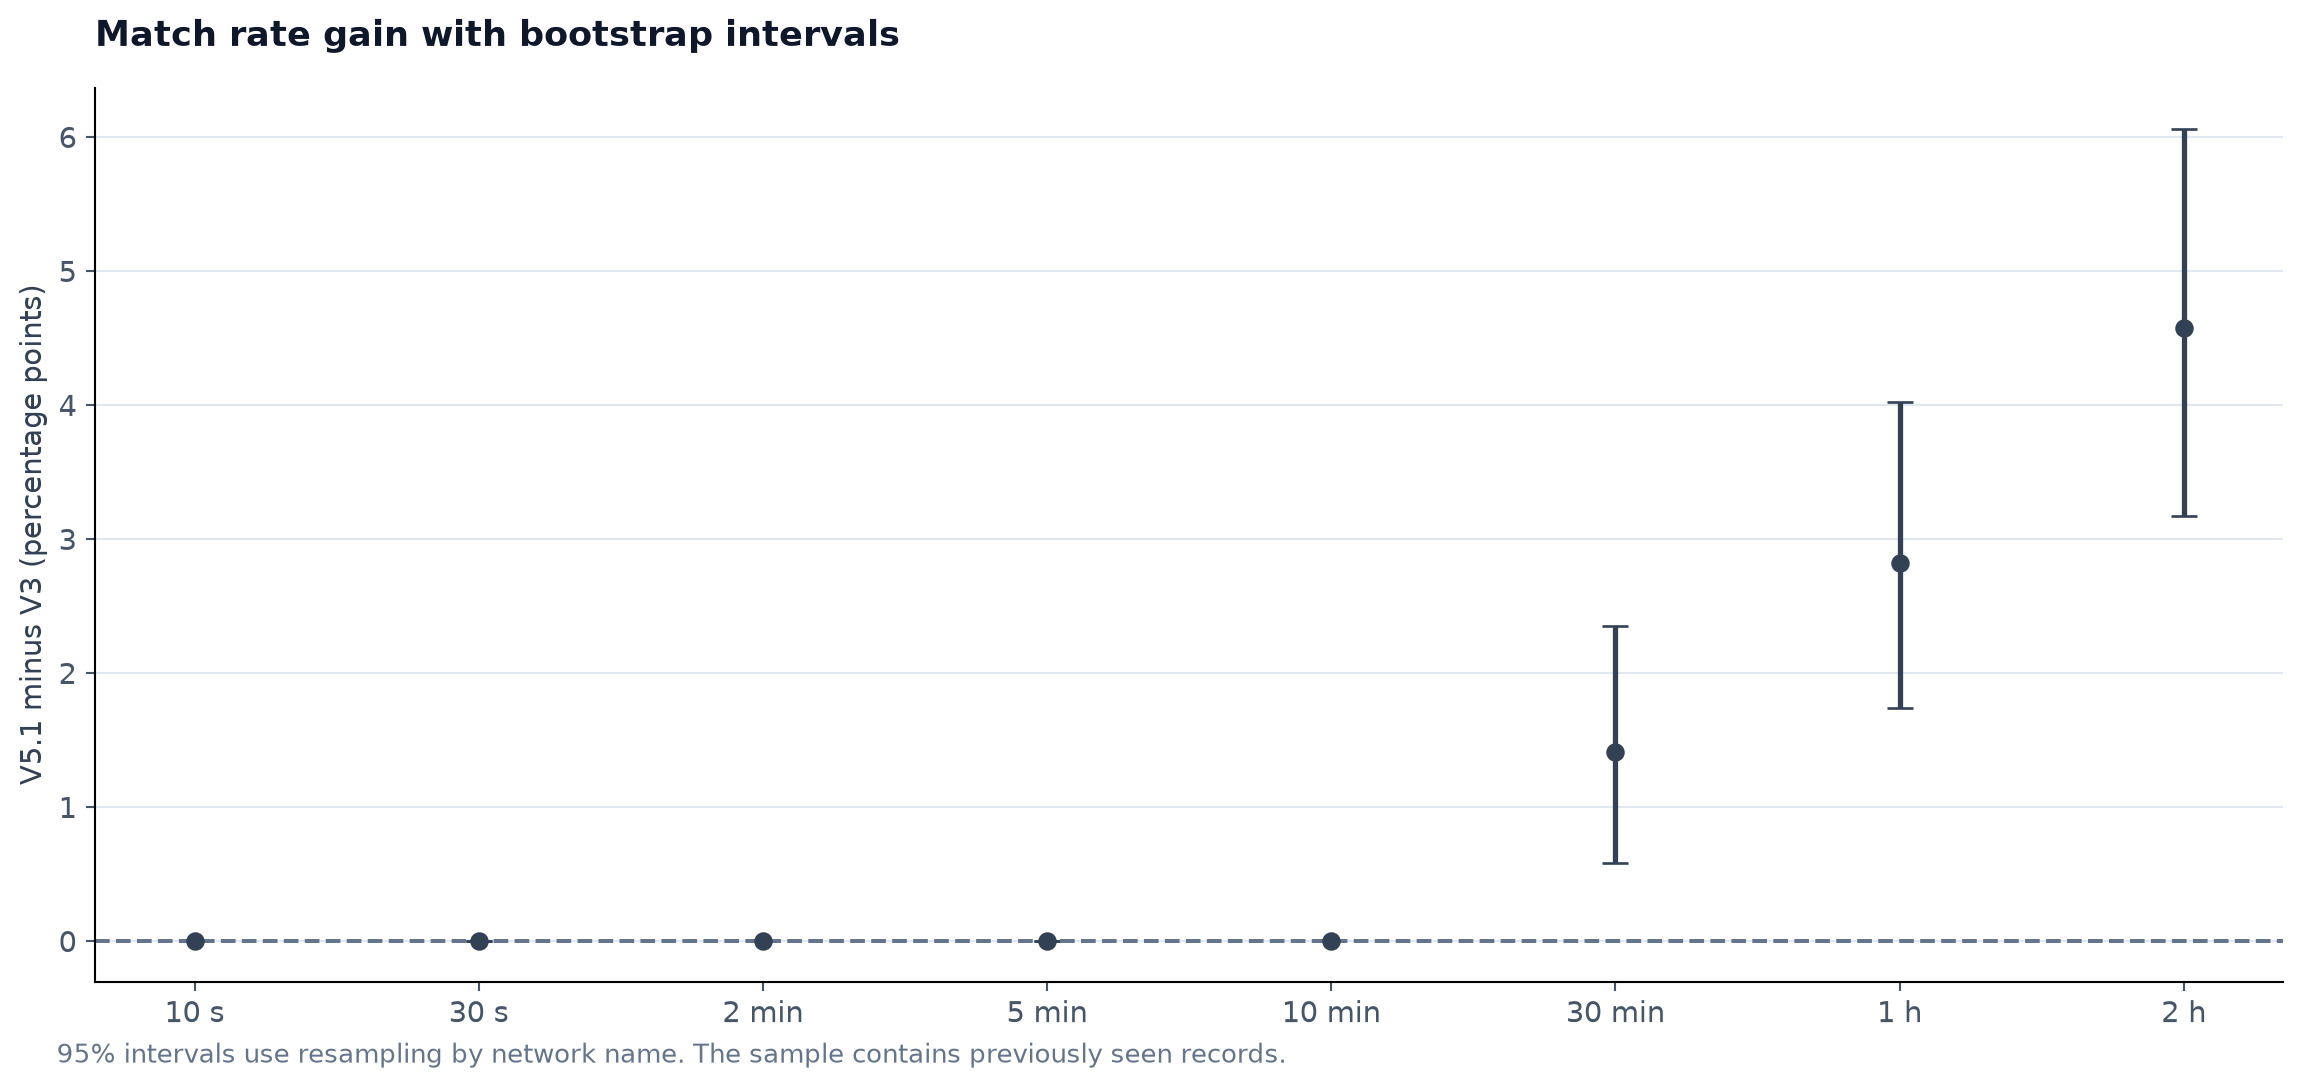 Match rate gain with bootstrap intervals
V5.1 minus V3 (percentage points)
6
5
4
3
2
1
0
10 s
30 s
2 min
5 min
10 min
30 min
1 h
2 h
95% intervals use resampling by network name. The sample contains previously seen records.